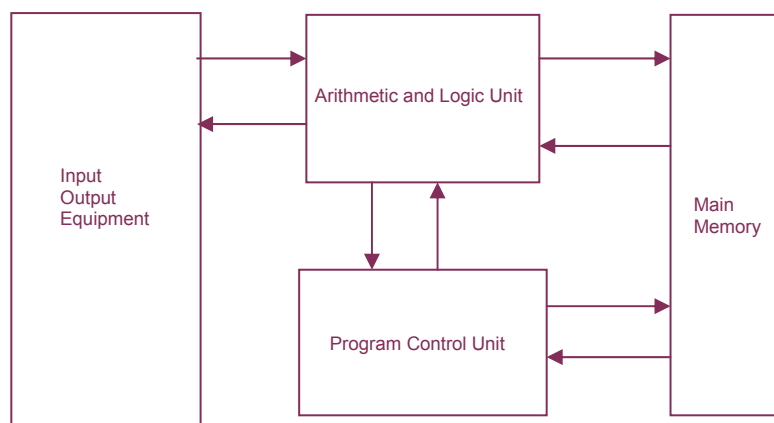 Input
Output
Equipment
Arithmetic and Logic Unit
Program Control Unit
Main
Memory